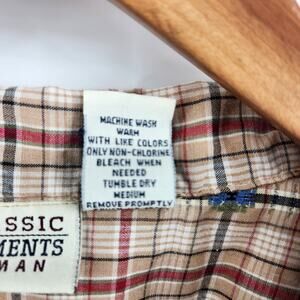 MACHINE WASH
WARM
WITH LIKE COLORS
ONLY NON-CHLORINE
BLEACH WHEN
NEEDED
TUMBLE DRY
MEDIUM
REMOVE PROMPTLY
ASSIC
MENTS
MAN